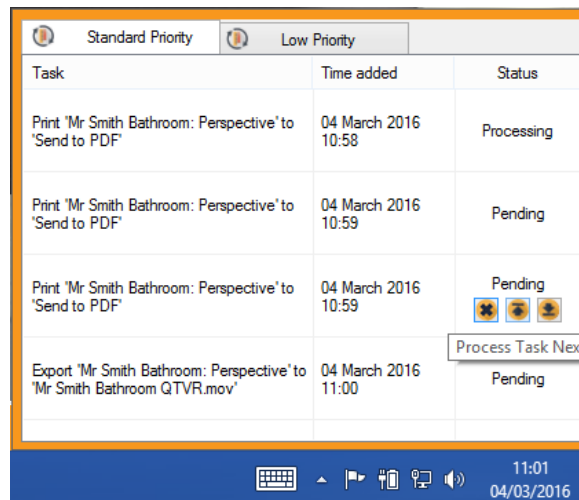 Standard Priority
Low Priority
Task
Time added
Status
Print 'Mr Smith Bathroom: Perspective' to
'Send to PDF'
04 March 2016
10:58
Processing
Print 'Mr Smith Bathroom: Perspective' to
'Send to PDF'
04 March 2016
10:59
Pending
Print 'Mr Smith Bathroom: Perspective' to
'Send to PDF'
04 March 2016
10:59
Pending
Process Task Nex
Export 'Mr Smith Bathroom: Perspective' to
'Mr Smith Bathroom QTVR.mov'
04 March 2016
11:00
Pending
11:01
04/03/2016